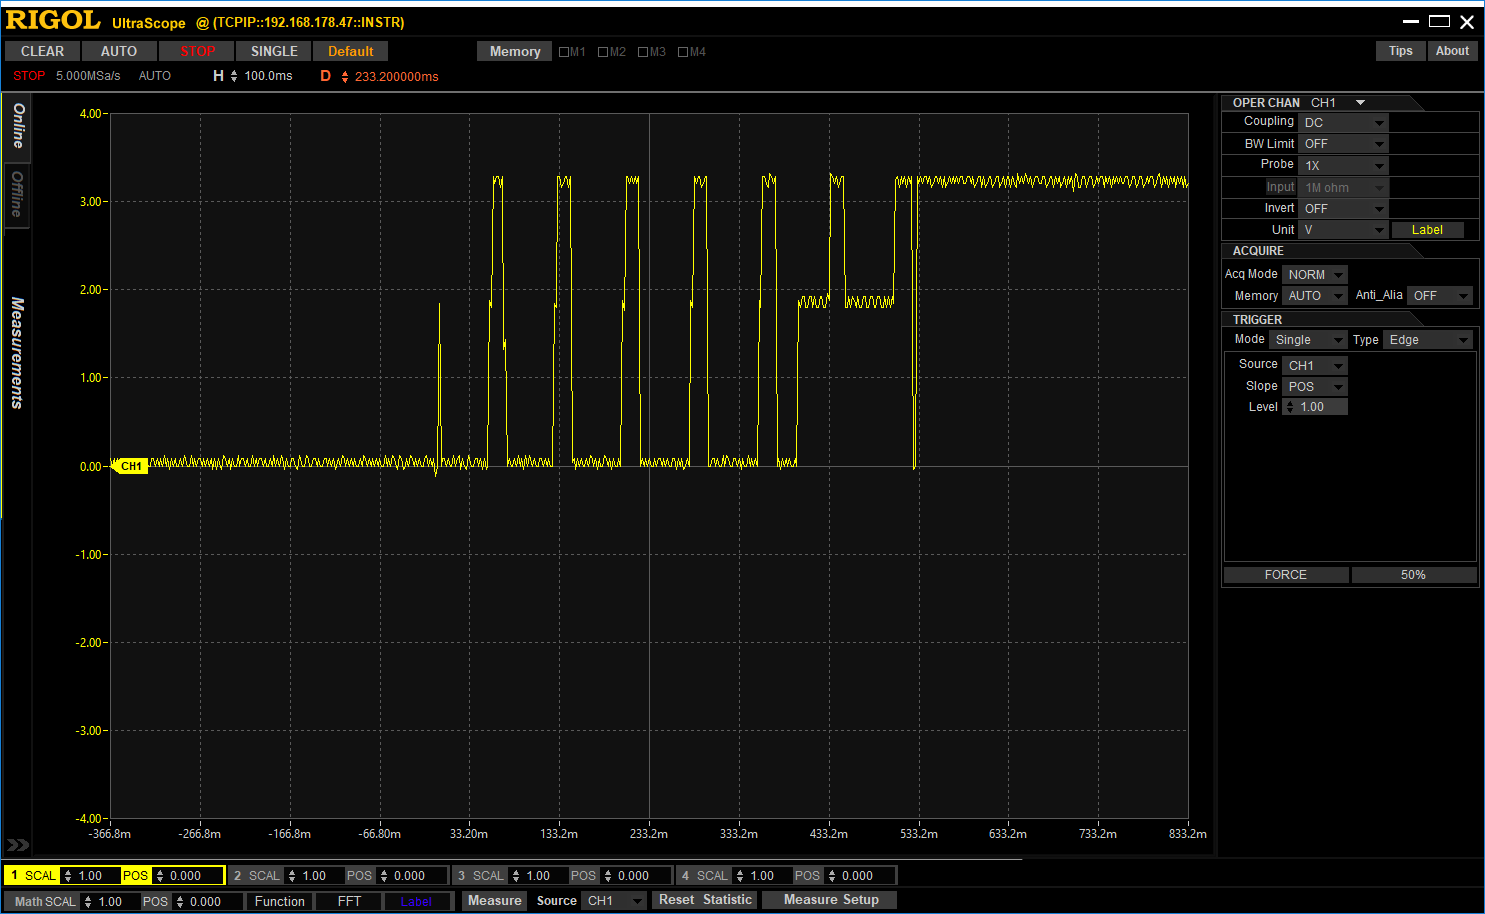 RIGOL UltraScope @ (TCPIP::192.168.178.47::INSTR)
CLEAR AUTO STOP SINGLE Default Memory M1 M2 M3 M4 Tips About
STOP 5.000MSa/s AUTO H 100.0ms D 233.200000ms
Online
Offline
Measurements
4.00
3.00
2.00
1.00
0.00
-1.00
-2.00
-3.00
-4.00
CH1
-366.8m -266.8m -166.8m -66.80m 33.20m 133.2m 233.2m 333.2m 433.2m 533.2m 633.2m 733.2m 833.2m
OPER CHAN CH1
Coupling DC
BW Limit OFF
Probe 1X
Input 1M ohm
Invert OFF
Unit V Label
ACQUIRE
Acq Mode NORM
Memory AUTO Anti_Alia OFF
TRIGGER
Mode Single Type Edge
Source CH1
Slope POS
Level 1.00
FORCE 50%
1 SCAL 1.00 POS 0.000 2 SCAL 1.00 POS 0.000 3 SCAL 1.00 POS 0.000 4 SCAL 1.00 POS 0.000
Math SCAL 1.00 POS 0.000 Function FFT Label Measure Source CH1 Reset Statistic Measure Setup